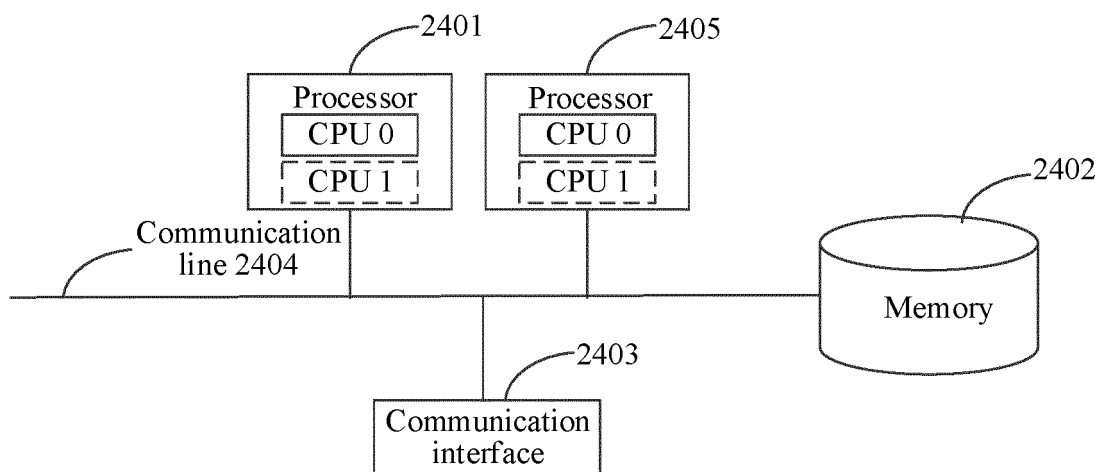 2401
2405
Processor
CPU 0
CPU 1
Processor
CPU 0
CPU 1
2402
Communication
line 2404
Memory
2403
Communication
interface